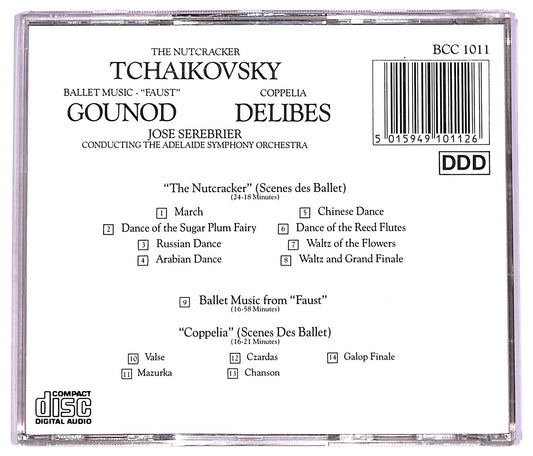 THE NUTCRACKER
TCHAIKOVSKY
BALLET MUSIC - “FAUST”
GOUNOD
COPPELIA
DELIBES
JOSE SEREBRIER
CONDUCTING THE ADELAIDE SYMPHONY ORCHESTRA
BCC 1011
5 015949 101126
DDD
“The Nutcracker” (Scenes des Ballet)
(24-18 Minutes)
1 March
2 Dance of the Sugar Plum Fairy
3 Russian Dance
4 Arabian Dance
5 Chinese Dance
6 Dance of the Reed Flutes
7 Waltz of the Flowers
8 Waltz and Grand Finale
9 Ballet Music from “Faust”
(16-58 Minutes)
“Coppelia” (Scenes Des Ballet)
(16-21 Minutes)
10 Valse
11 Mazurka
12 Czardas
13 Chanson
14 Galop Finale
COMPACT
disc
DIGITAL AUDIO